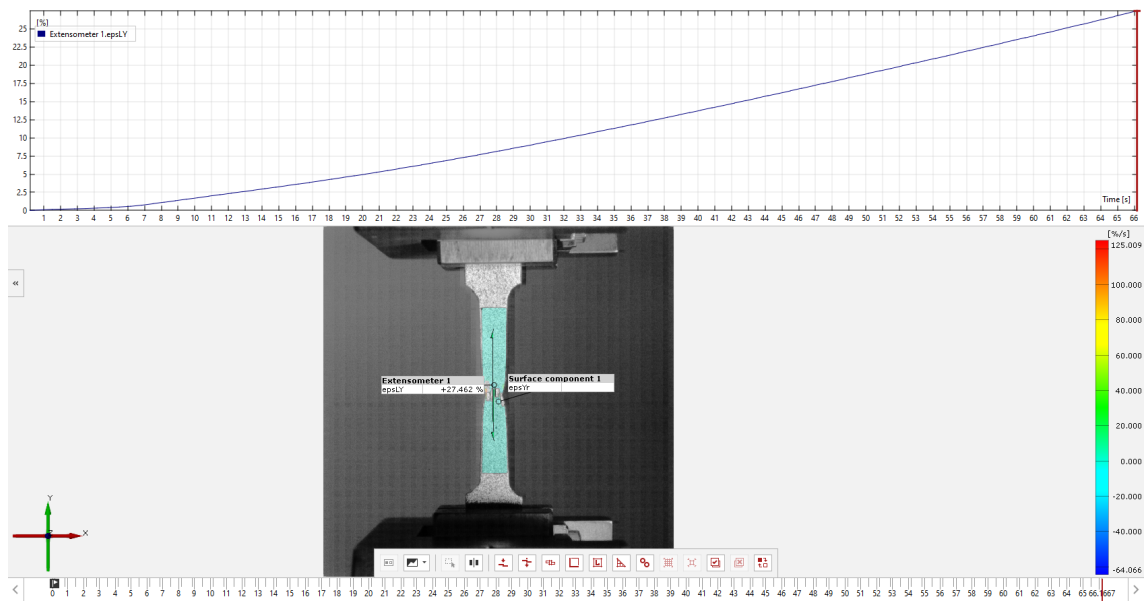 [%]
Extensometer 1.epsLY
25
22.5
20
17.5
15
12.5
10
7.5
5
2.5
0
Time [s]
1 2 3 4 5 6 7 8 9 10 11 12 13 14 15 16 17 18 19 20 21 22 23 24 25 26 27 28 29 30 31 32 33 34 35 36 37 38 39 40 41 42 43 44 45 46 47 48 49 50 51 52 53 54 55 56 57 58 59 60 61 62 63 64 65 66
[%/s]
125.009
100.000
80.000
60.000
40.000
20.000
0.000
-20.000
-40.000
-64.066
«
Extensometer 1
epsLY +27.462 %
Surface component 1
epsYr
Y
X
0 1 2 3 4 5 6 7 8 9 10 11 12 13 14 15 16 17 18 19 20 21 22 23 24 25 26 27 28 29 30 31 32 33 34 35 36 37 38 39 40 41 42 43 44 45 46 47 48 49 50 51 52 53 54 55 56 57 58 59 60 61 62 63 64 65